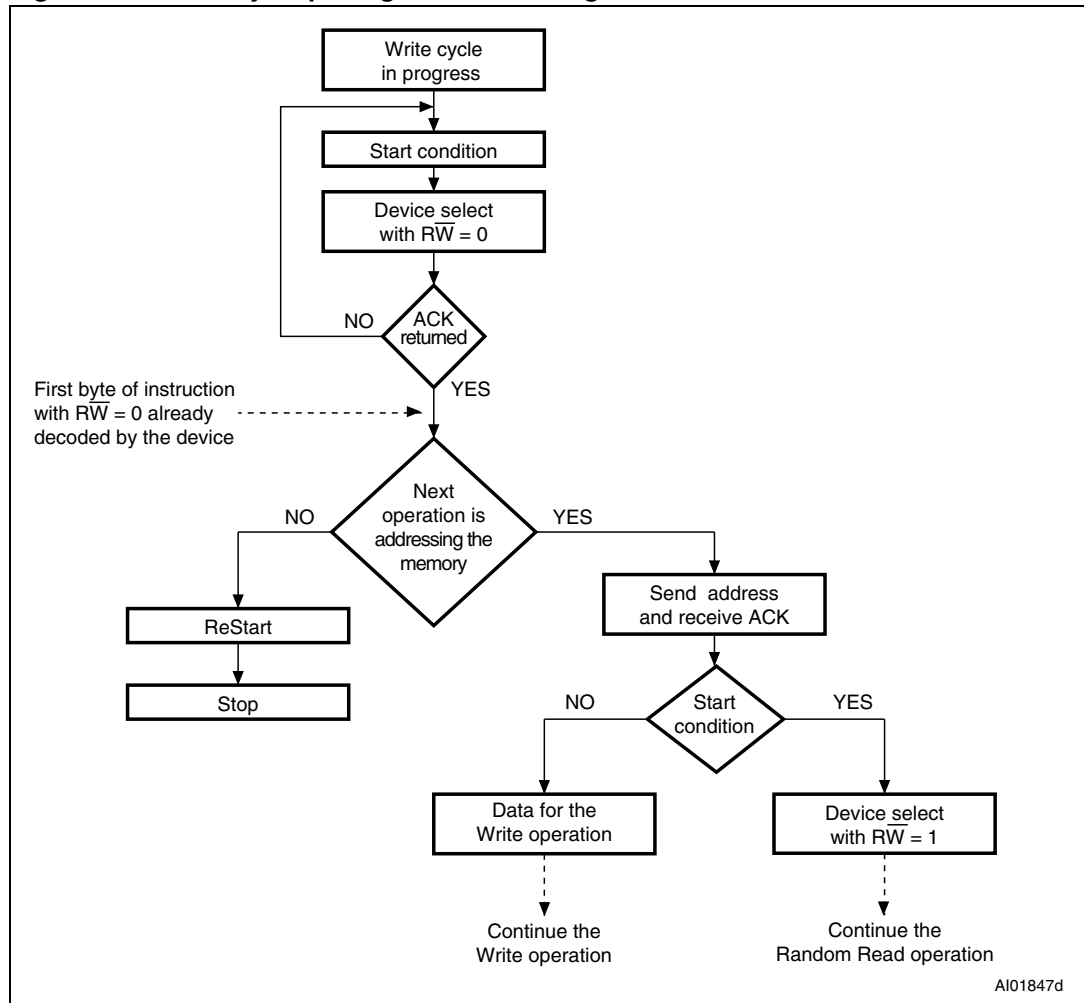 Write cycle
in progress
Start condition
Device select
with RW̅ = 0
ACK
returned
NO
YES
First byte of instruction
with RW̅ = 0 already
decoded by the device
Next
operation is
addressing the
memory
NO
YES
Send address
and receive ACK
ReStart
Stop
Start
condition
NO
YES
Data for the
Write operation
Device select
with RW̅ = 1
Continue the
Write operation
Continue the
Random Read operation
AI01847d